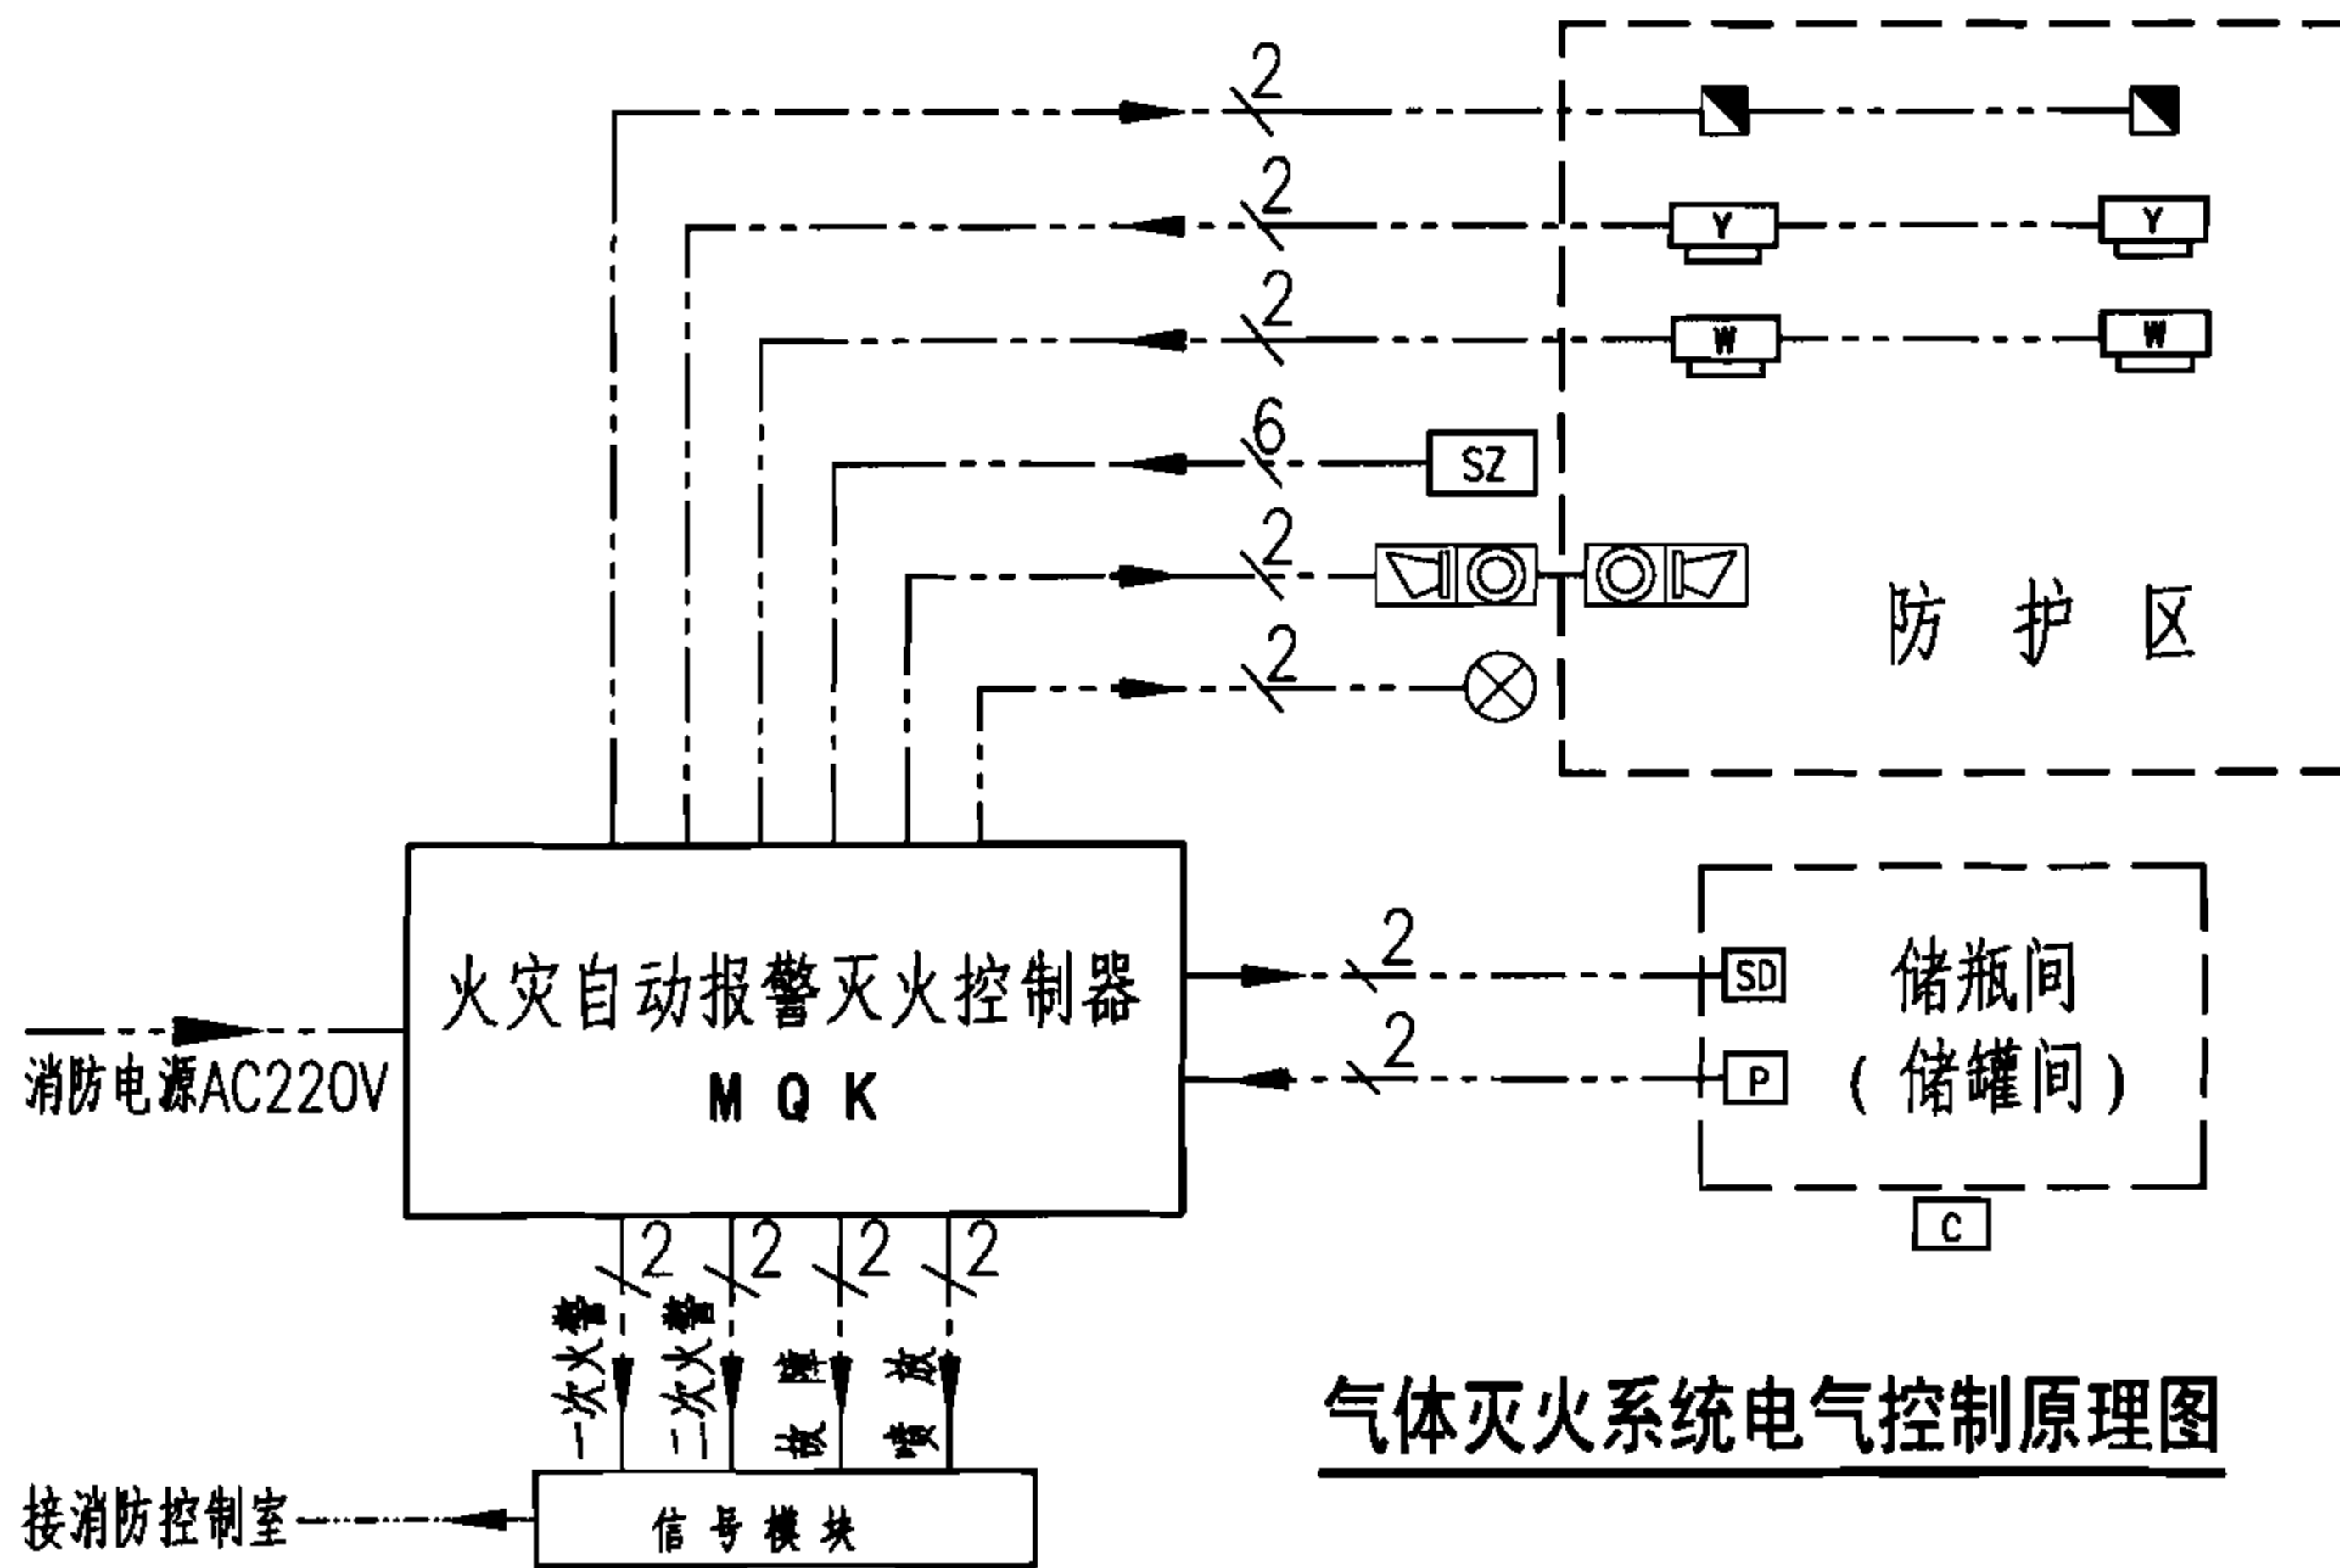 2
2
Y Y
2
W W
6
SZ
2
防护区
2
火灾自动报警灭火控制器
MQK
消防电源AC220V
2
SD
储瓶间
2
P
(储罐间)
C
2 2 2 2
一次火警
二次火警
故障
喷放
信号模块
接消防控制室
气体灭火系统电气控制原理图